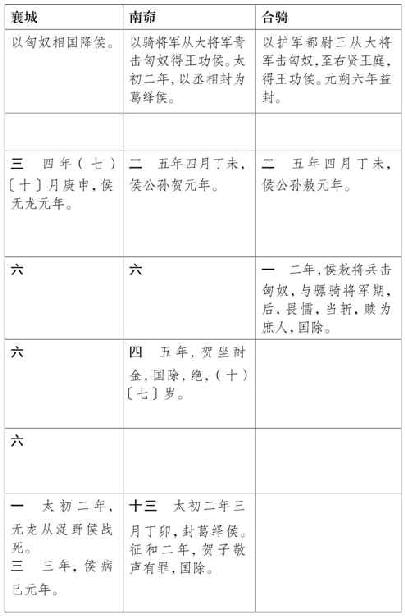 襄城 南奅 合骑
以匈奴相国降侯。
以骑将军从大将军青
击匈奴得王功侯。太
初二年,以丞相封为
葛绎侯。
以护军都尉三从大将
军击匈奴,至右贤王庭,
得王功侯。元朔六年益
封。
三 四年(七)
〔十〕月庚申,侯
无龙元年。
二 五年四月丁未,
侯公孙贺元年。
二 五年四月丁未,
侯公孙敖元年。
六
六
一 二年,侯敖将兵击
匈奴,与骠骑将军期,
后,畏懦,当斩,赎为
庶人,国除。
六
四 五年,贺坐酎
金,国除,绝,(十)
〔七〕岁。
六
一 太初二年,
无龙从浞野侯战
死。
三 三年,侯病
已元年。
十三 太初二年三
月丁卯,封葛绎侯。
征和二年,贺子敬
声有罪,国除。